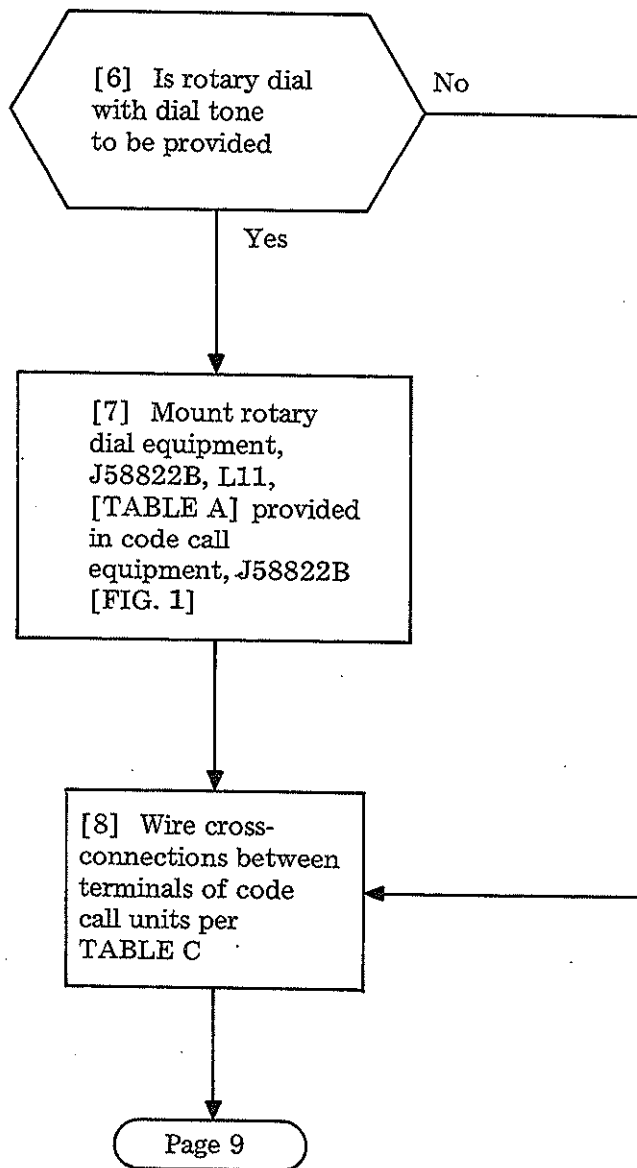 [6] Is rotary dial
with dial tone
to be provided
No
Yes
[7] Mount rotary
dial equipment,
J58822B, L11,
[TABLE A] provided
in code call
equipment, J58822B
[FIG. 1]
[8] Wire cross-
connections between
terminals of code
call units per
TABLE C
Page 9